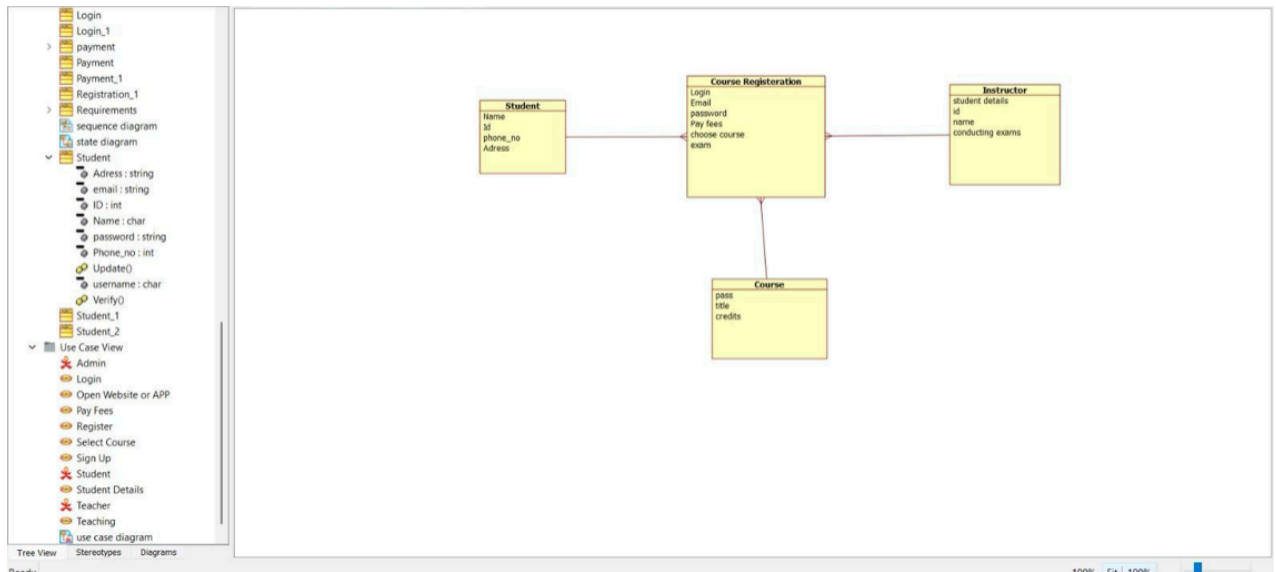 Login
Login_1
payment
Payment
Payment_1
Registration_1
Requirements
sequence diagram
state diagram
Student
Adress : string
email : string
ID : int
Name : char
password : string
Phone_no : int
Update()
username : char
Verify()
Student_1
Student_2
Use Case View
Admin
Login
Open Website or APP
Pay Fees
Register
Select Course
Sign Up
Student
Student Details
Teacher
Teaching
use case diagram
Tree View Stereotypes Diagrams
Student
Name
Id
phone_no
Adress
Course Registeration
Login
Email
password
Pay fees
choose course
exam
Instructor
student details
id
name
conducting exams
Course
pass
title
credits
Ready
100% Fit 100%